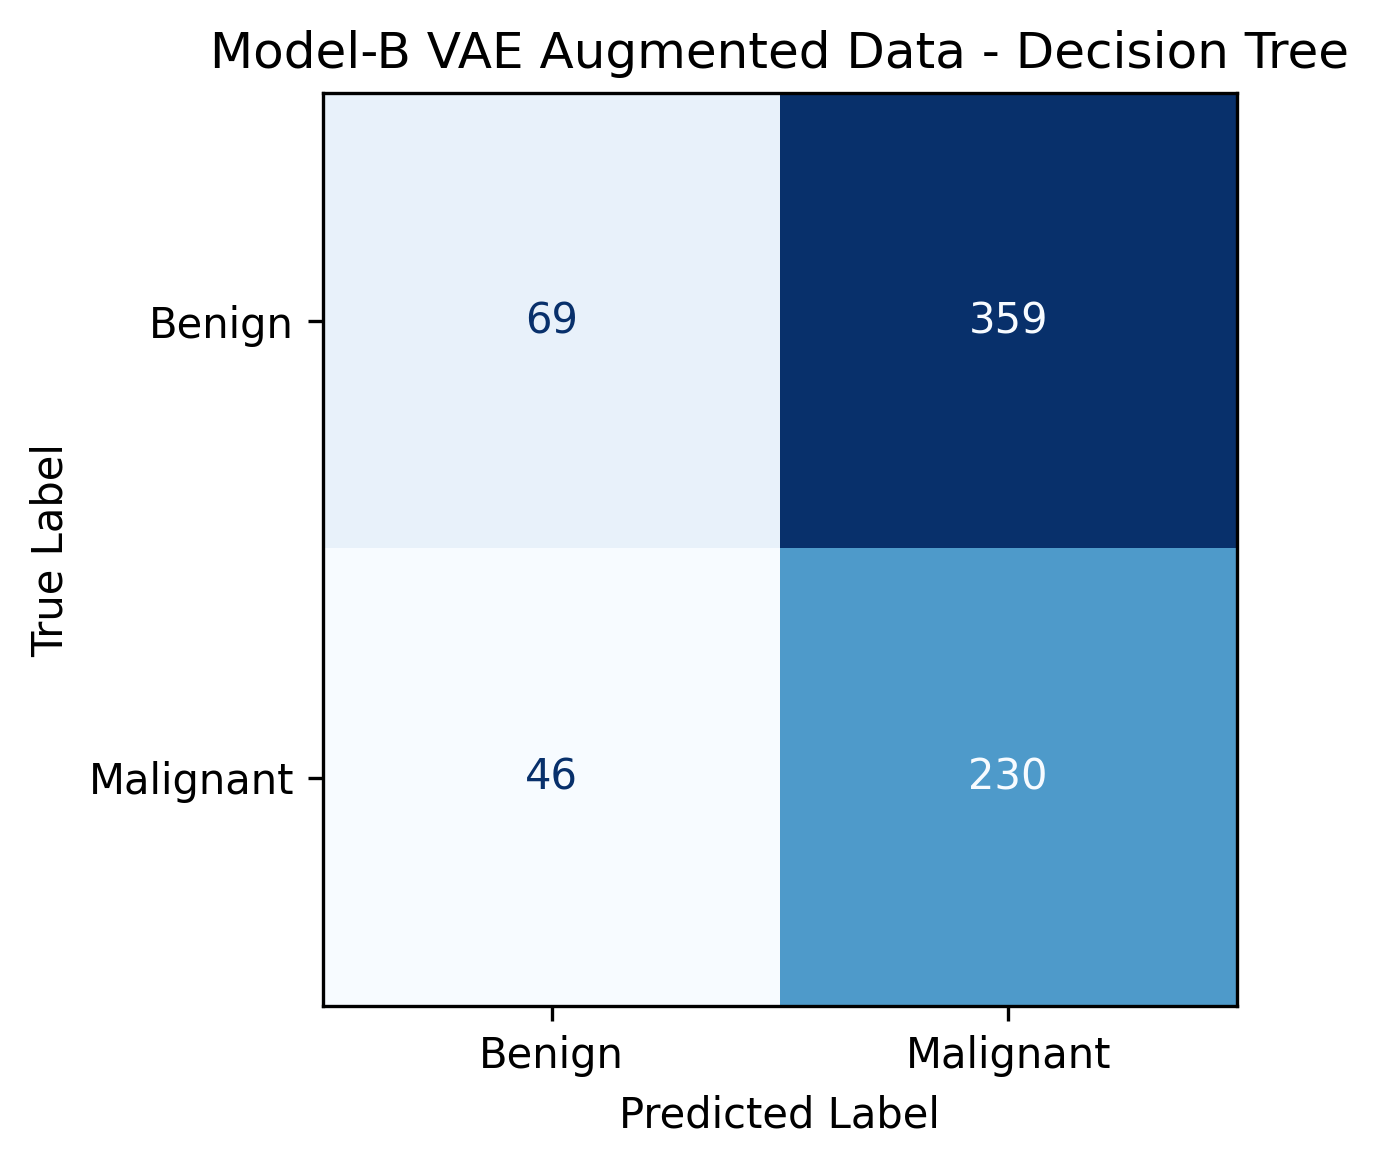 Model-B VAE Augmented Data - Decision Tree
True Label
Benign
69
359
Malignant
46
230
Benign
Malignant
Predicted Label